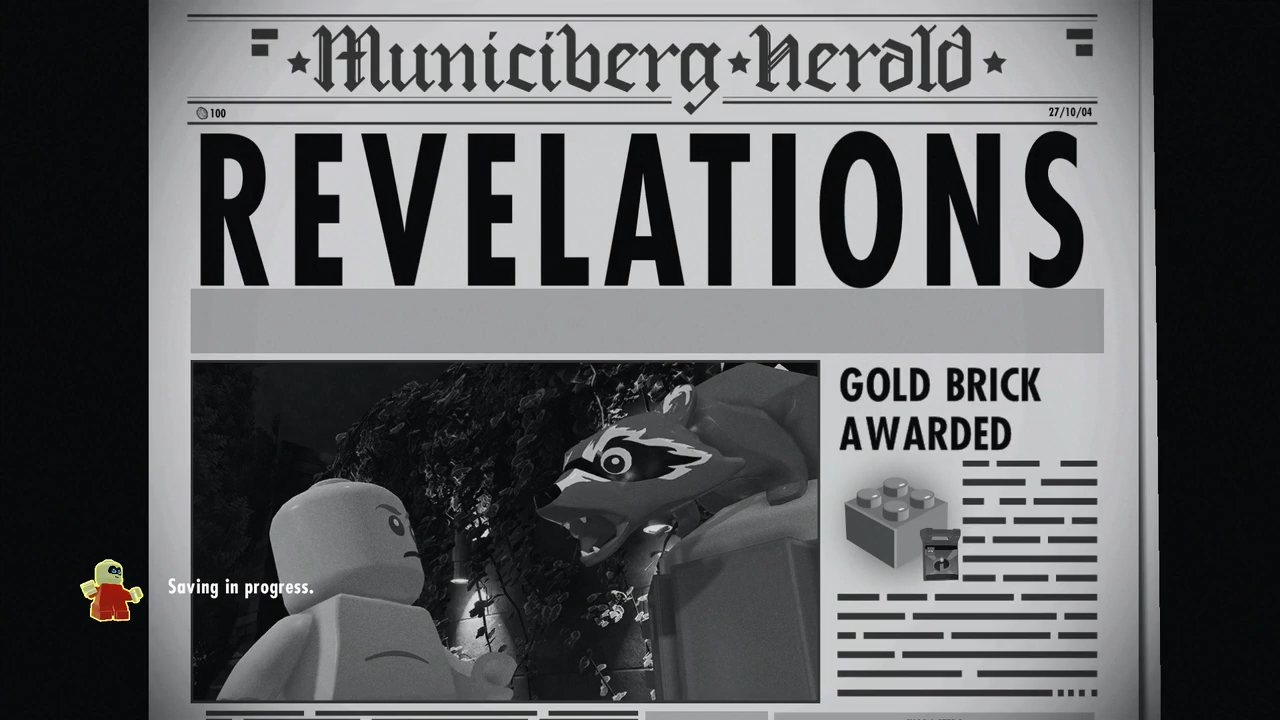 Municiberg Herald
100
27/10/04
REVELATIONS
GOLD BRICK
AWARDED
Saving in progress.